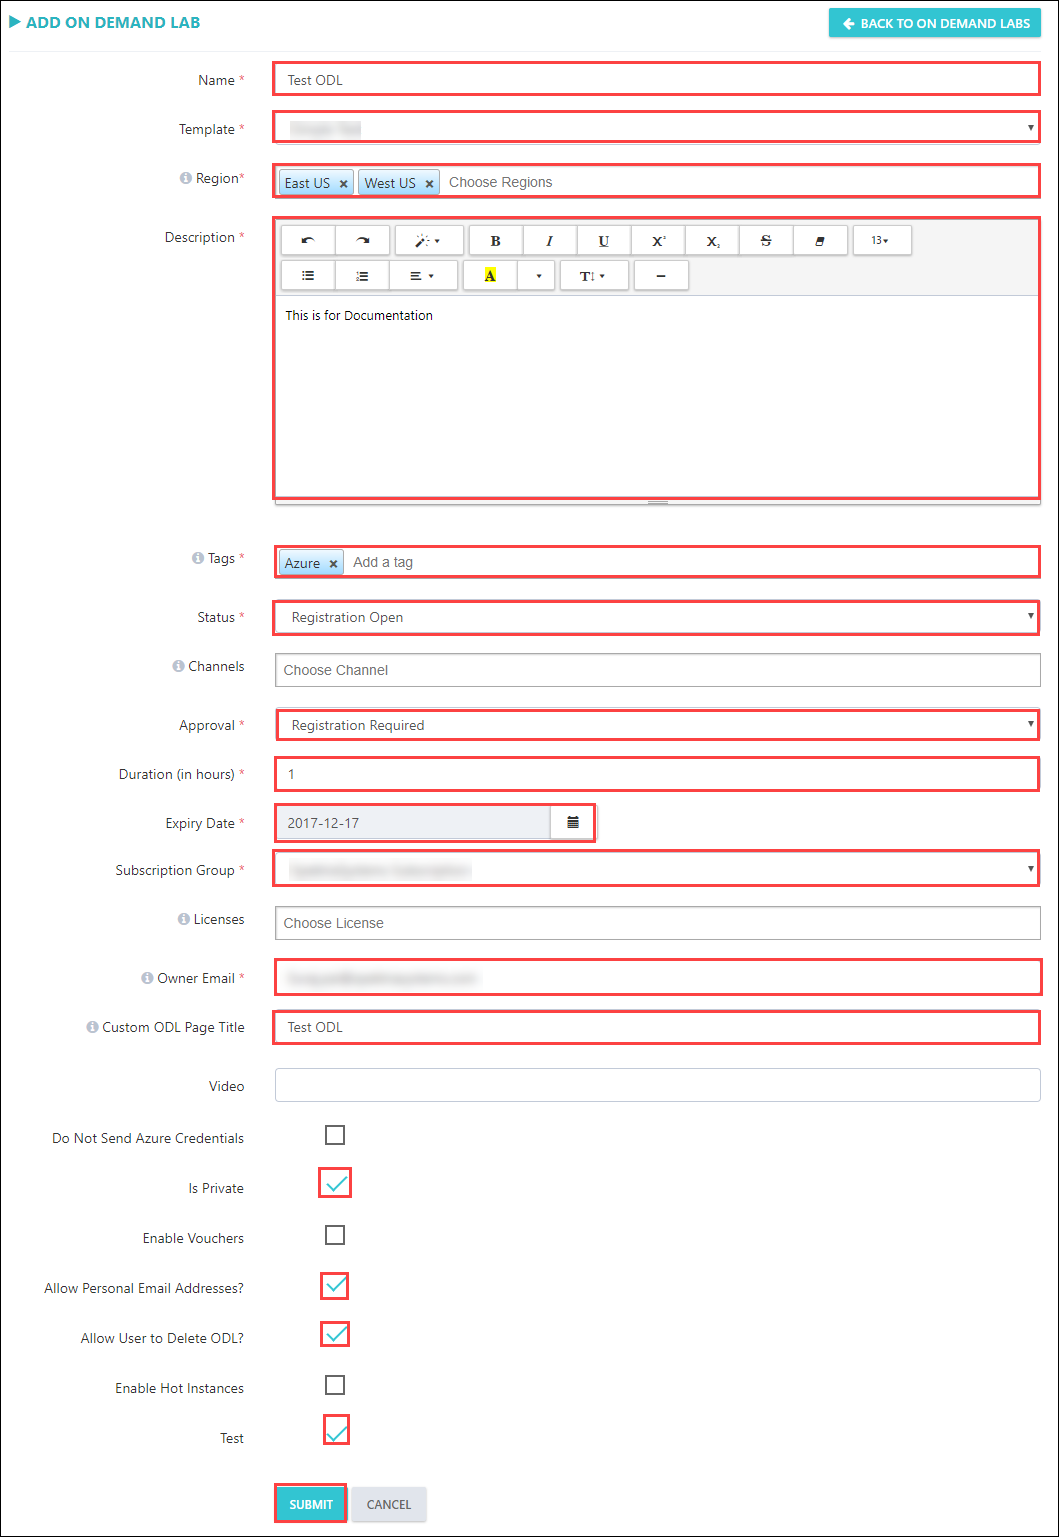 ADD ON DEMAND LAB
BACK TO ON DEMAND LABS
Name *
Test ODL
Template *
Region*
East US × West US × Choose Regions
Description *
B I U X² X₂ S 13
A T
This is for Documentation
Tags *
Azure × Add a tag
Status *
Registration Open
Channels
Choose Channel
Approval *
Registration Required
Duration (in hours) *
1
Expiry Date *
2017-12-17
Subscription Group *
Licenses
Choose License
Owner Email *
Custom ODL Page Title
Test ODL
Video
Do Not Send Azure Credentials
Is Private
Enable Vouchers
Allow Personal Email Addresses?
Allow User to Delete ODL?
Enable Hot Instances
Test
SUBMIT CANCEL